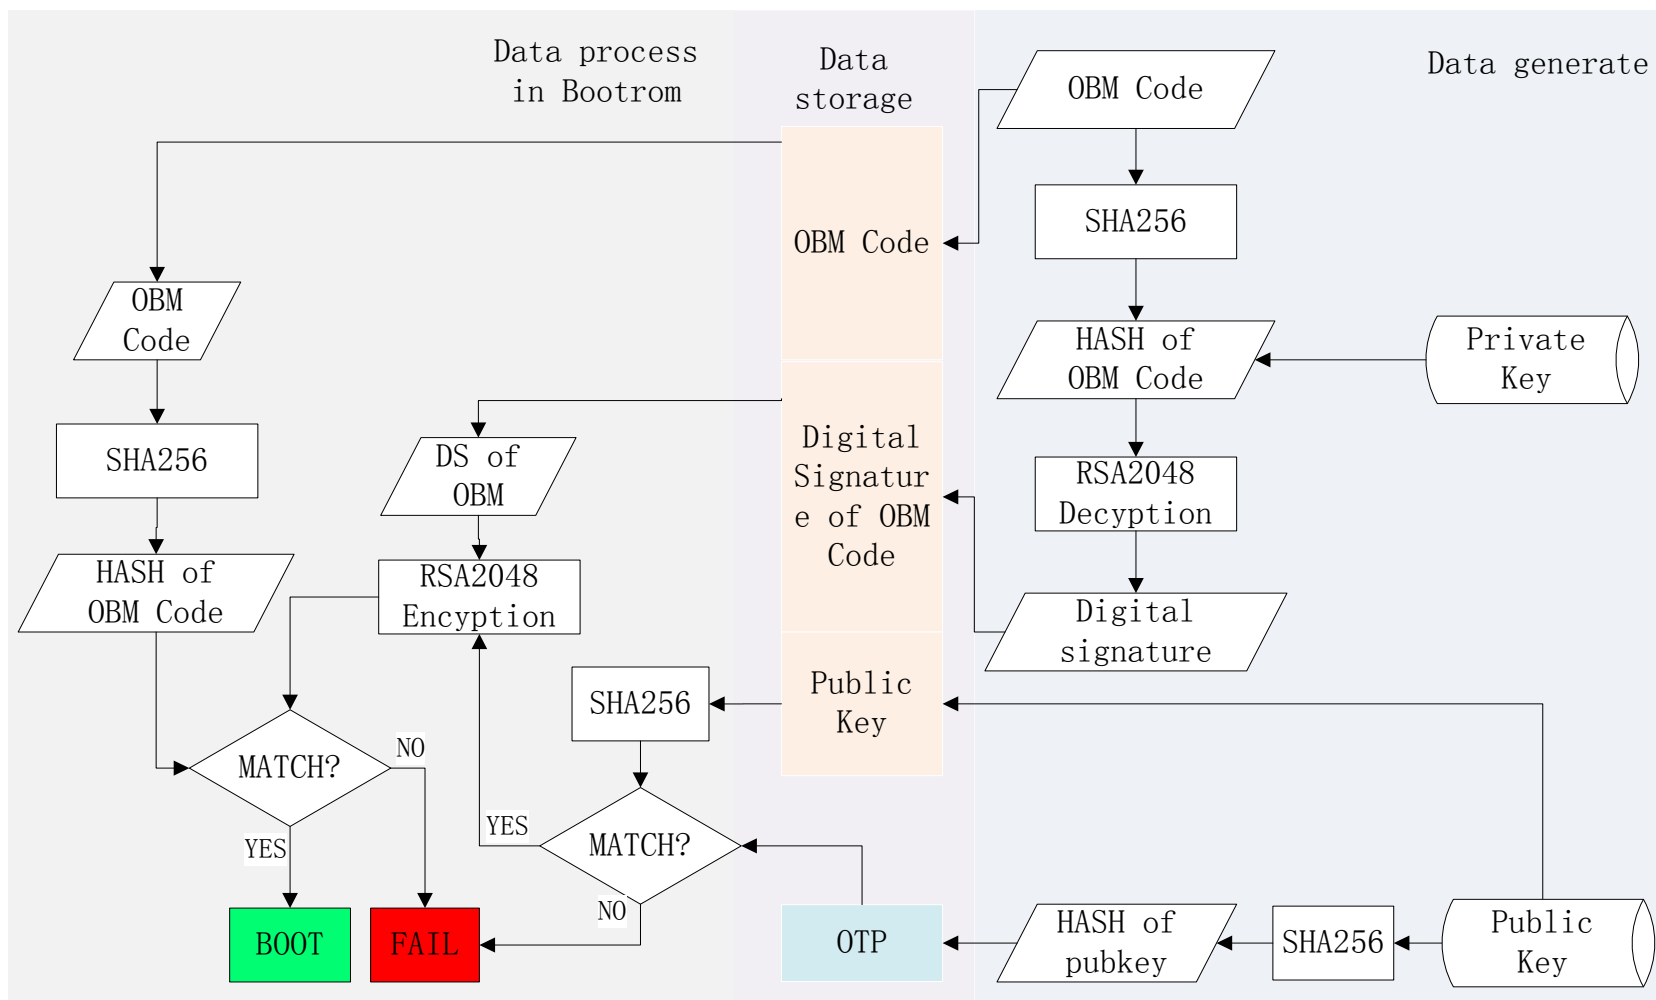 Data process
in Bootrom
Data
storage
Data generate
OBM Code
SHA256
OBM Code
HASH of
OBM Code
Private
Key
OBM
Code
SHA256
HASH of
OBM Code
DS of
OBM
RSA2048
Encyption
Digital
Signatur
e of OBM
Code
RSA2048
Decyption
Digital
signature
SHA256
Public
Key
MATCH?
NO
YES
MATCH?
YES
NO
BOOT
FAIL
OTP
HASH of
pubkey
SHA256
Public
Key